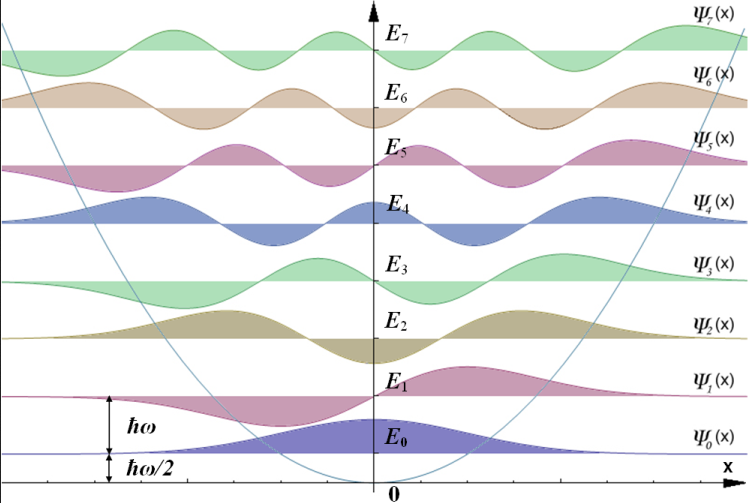 E₇ Ψ₇(x)
E₆ Ψ₆(x)
E₅ Ψ₅(x)
E₄ Ψ₄(x)
E₃ Ψ₃(x)
E₂ Ψ₂(x)
E₁ Ψ₁(x)
ħω
E₀ Ψ₀(x)
ħω/2
x
0